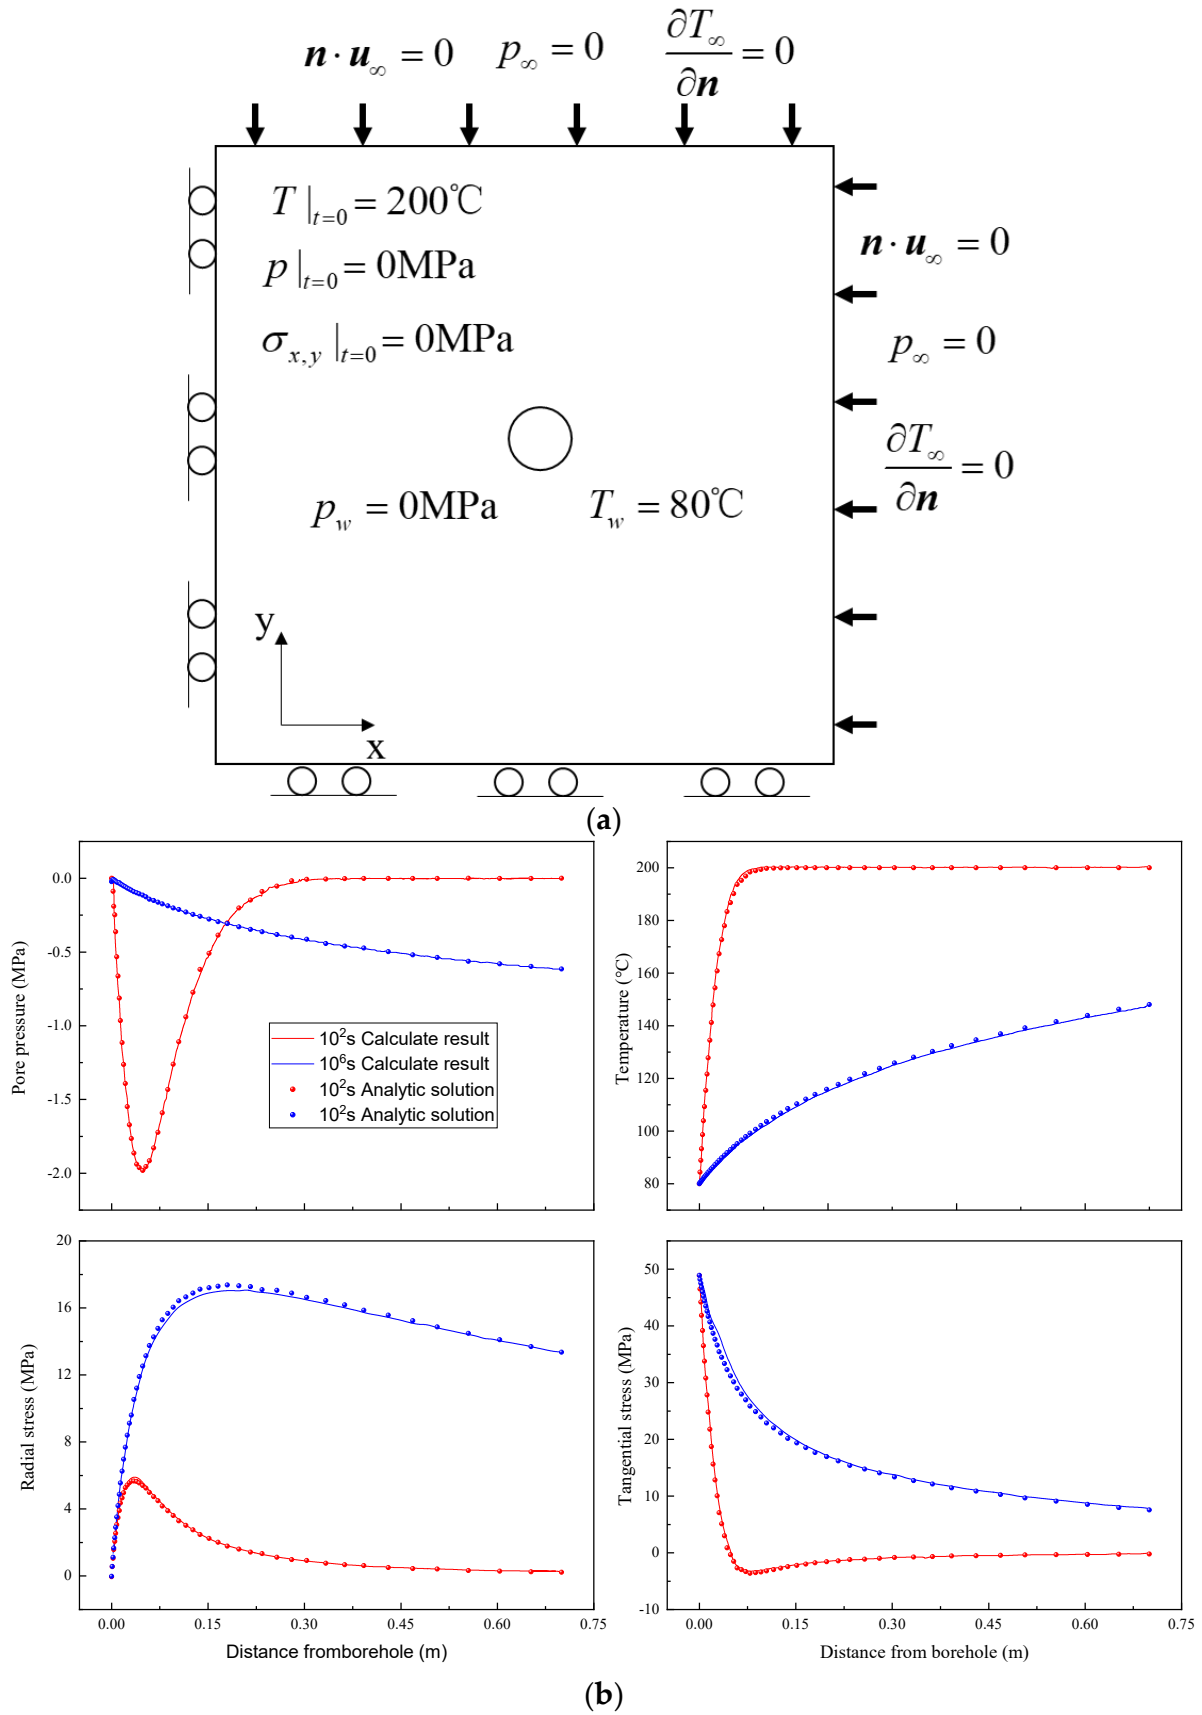 n · u∞ = 0   p∞ = 0   ∂T∞/∂n = 0
T|t=0 = 200℃
p|t=0 = 0MPa
σx,y|t=0 = 0MPa
n · u∞ = 0
p∞ = 0
∂T∞/∂n = 0
pw = 0MPa   Tw = 80℃
y
x
(a)
Pore pressure (MPa)
0.0
-0.5
-1.0
-1.5
-2.0
10²s Calculate result
10⁶s Calculate result
10²s Analytic solution
10²s Analytic solution
Temperature (℃)
200
180
160
140
120
100
80
Radial stress (MPa)
20
16
12
8
4
0
0.00 0.15 0.30 0.45 0.60 0.75
Distance fromborehole (m)
Tangential stress (MPa)
50
40
30
20
10
0
-10
0.00 0.15 0.30 0.45 0.60 0.75
Distance from borehole (m)
(b)